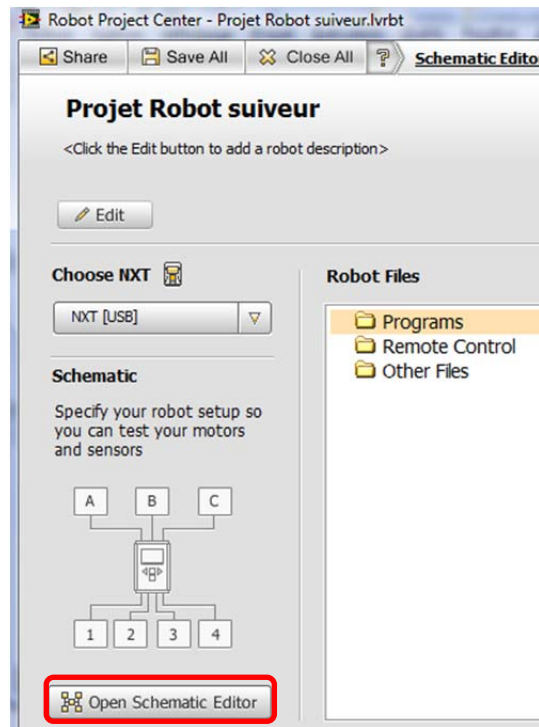 Robot Project Center - Projet Robot suiveur.lvrbt
Share Save All Close All ? Schematic Edito
Projet Robot suiveur
<Click the Edit button to add a robot description>
Edit
Choose NXT
NXT [USB]
Schematic
Specify your robot setup so
you can test your motors
and sensors
A B C
1 2 3 4
Open Schematic Editor
Robot Files
Programs
Remote Control
Other Files